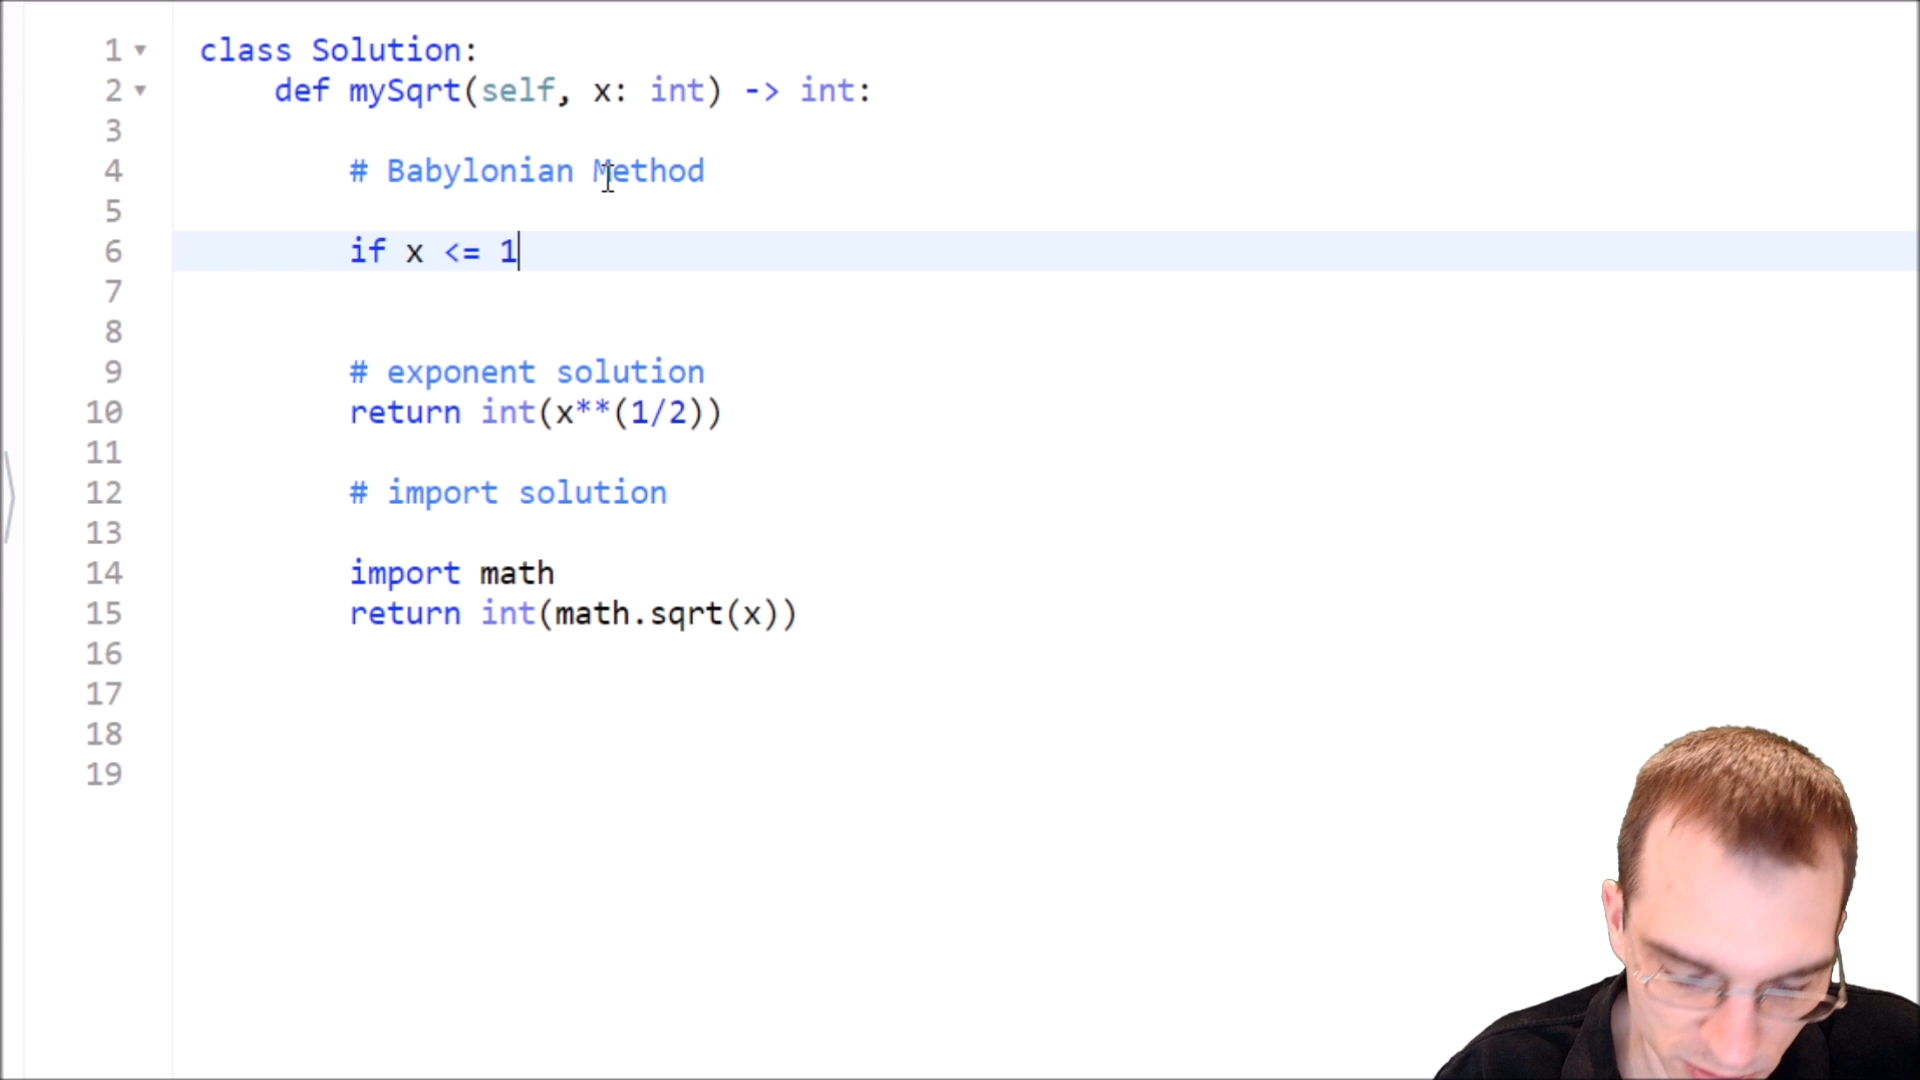 1 class Solution:
2 def mySqrt(self, x: int) -> int:
3
4 # Babylonian Method
5
6 if x <= 1
7
8
9 # exponent solution
10 return int(x**(1/2))
11
12 # import solution
13
14 import math
15 return int(math.sqrt(x))
16
17
18
19